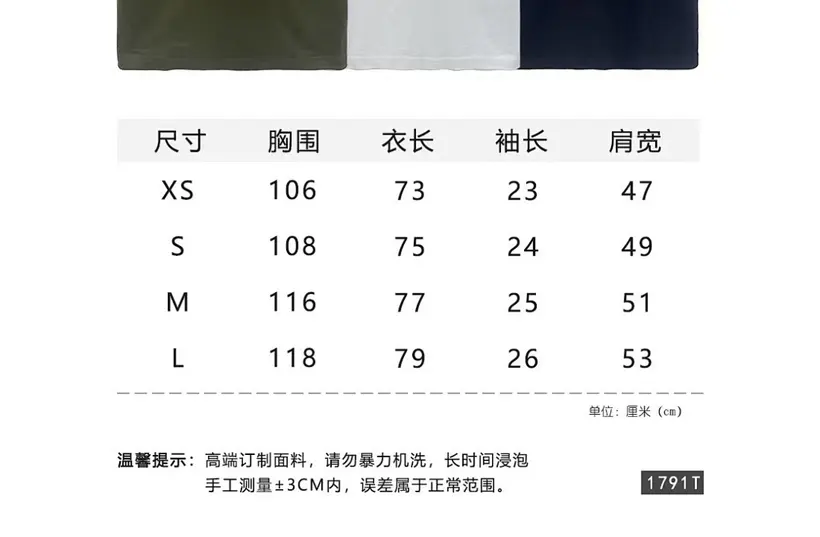 尺寸 胸围 衣长 袖长 肩宽
XS 106 73 23 47
S 108 75 24 49
M 116 77 25 51
L 118 79 26 53
单位：厘米（cm）
温馨提示：高端订制面料，请勿暴力机洗，长时间浸泡
手工测量±3CM内，误差属于正常范围。
1791T